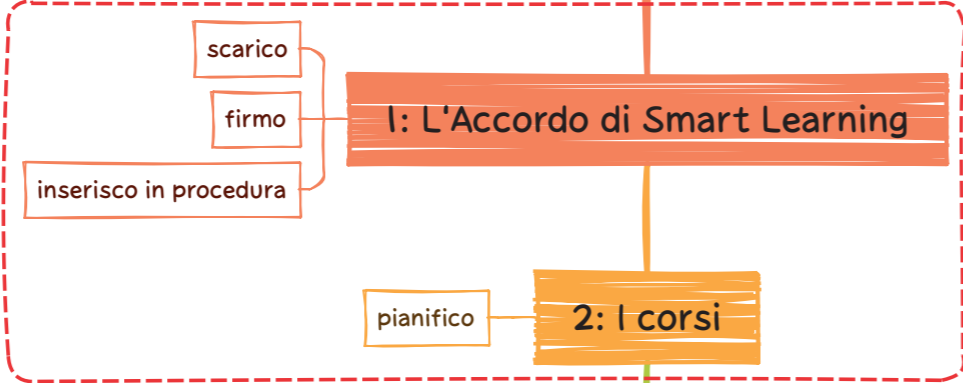 scarico
firmo
inserisco in procedura
1: L'Accordo di Smart Learning
pianifico
2: I corsi